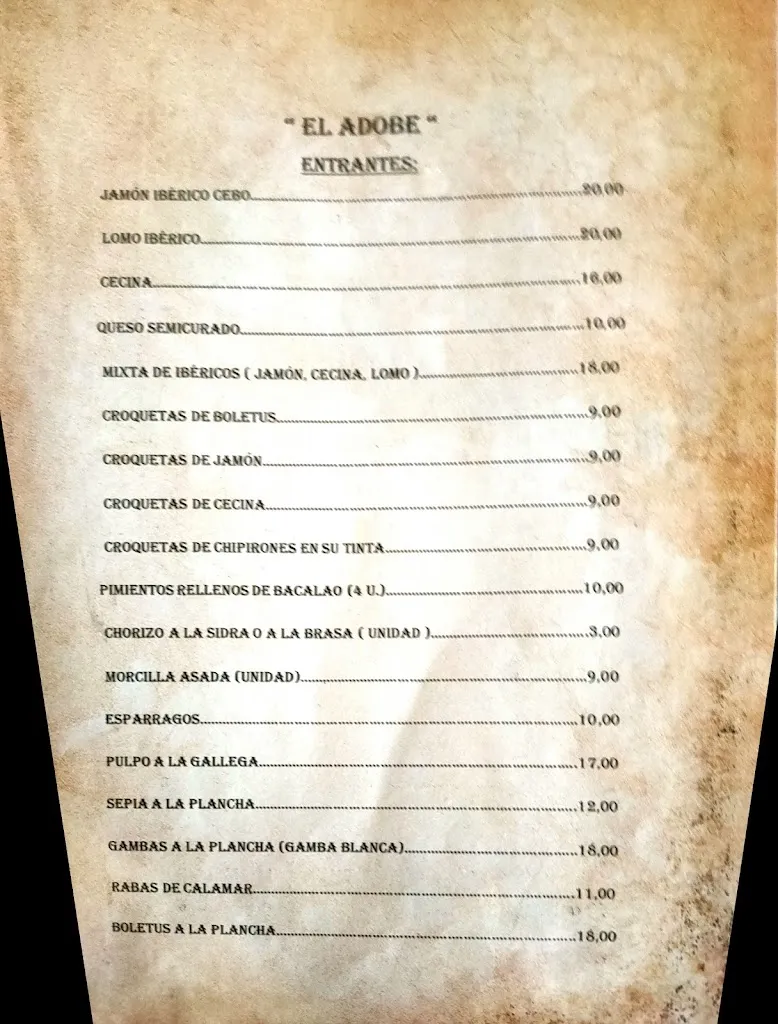 " EL ADOBE "
ENTRANTES:
JAMÓN IBÈRICO CEBO....................20,00
LOMO IBÈRICO....................20,00
CECINA....................16,00
QUESO SEMICURADO....................10,00
MIXTA DE IBÈRICOS ( JAMÓN, CECINA, LOMO )....................18,00
CROQUETAS DE BOLETUS....................9,00
CROQUETAS DE JAMÓN....................9,00
CROQUETAS DE CECINA....................9,00
CROQUETAS DE CHIPIRONES EN SU TINTA....................9,00
PIMIENTOS RELLENOS DE BACALAO (4 U.)....................10,00
CHORIZO A LA SIDRA O A LA BRASA ( UNIDAD )....................3,00
MORCILLA ASADA (UNIDAD)....................9,00
ESPARRAGOS....................10,00
PULPO A LA GALLEGA....................17,00
SEPIA A LA PLANCHA....................12,00
GAMBAS A LA PLANCHA (GAMBA BLANCA)....................18,00
RABAS DE CALAMAR....................11,00
BOLETUS A LA PLANCHA....................18,00